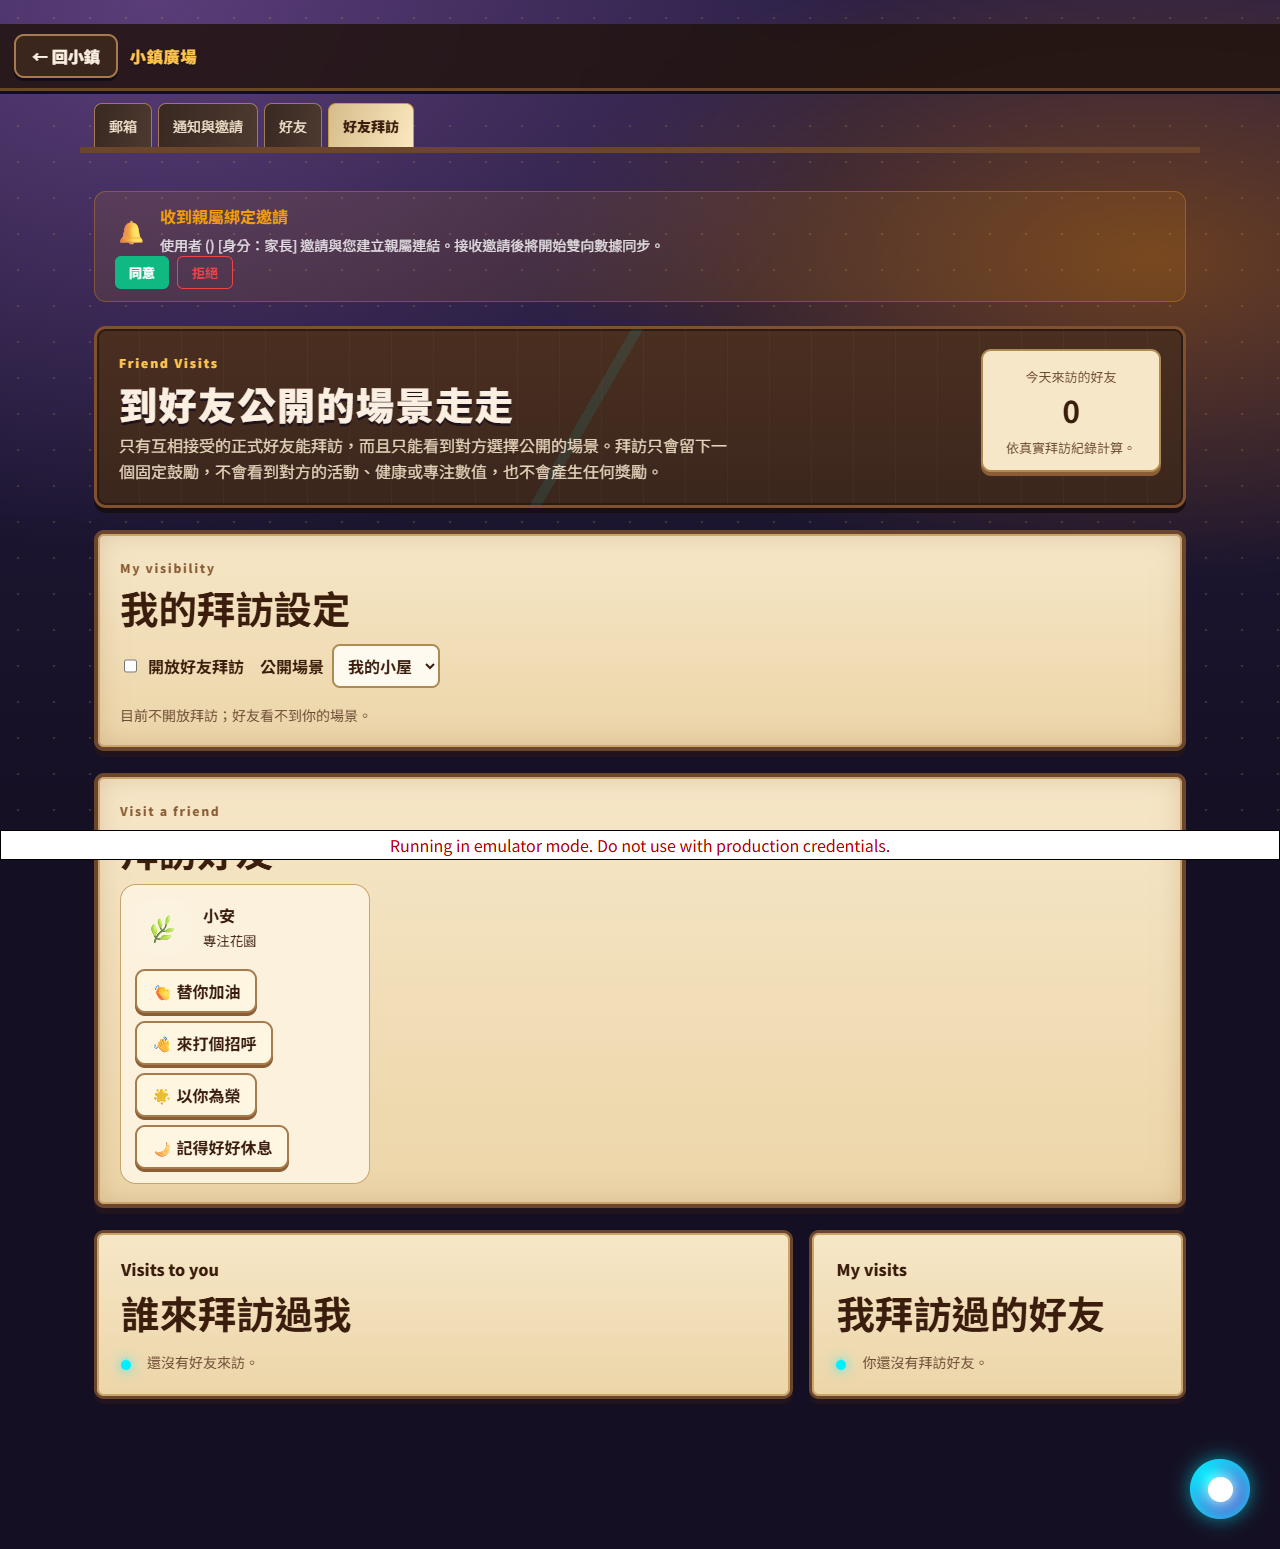 ← 回小鎮
小鎮廣場
郵箱
通知與邀請
好友
好友拜訪
收到親屬綁定邀請
使用者 () [身分：家長] 邀請與您建立親屬連結。接收邀請後將開始雙向數據同步。
同意
拒絕
Friend Visits
到好友公開的場景走走
只有互相接受的正式好友能拜訪，而且只能看到對方選擇公開的場景。拜訪只會留下一
個固定鼓勵，不會看到對方的活動、健康或專注數值，也不會產生任何獎勵。
今天來訪的好友
0
依真實拜訪紀錄計算。
My visibility
我的拜訪設定
開放好友拜訪
公開場景
我的小屋
目前不開放拜訪；好友看不到你的場景。
Visit a friend
拜訪好友
Running in emulator mode. Do not use with production credentials.
小安
專注花園
替你加油
來打個招呼
以你為榮
記得好好休息
Visits to you
誰來拜訪過我
還沒有好友來訪。
My visits
我拜訪過的好友
你還沒有拜訪好友。